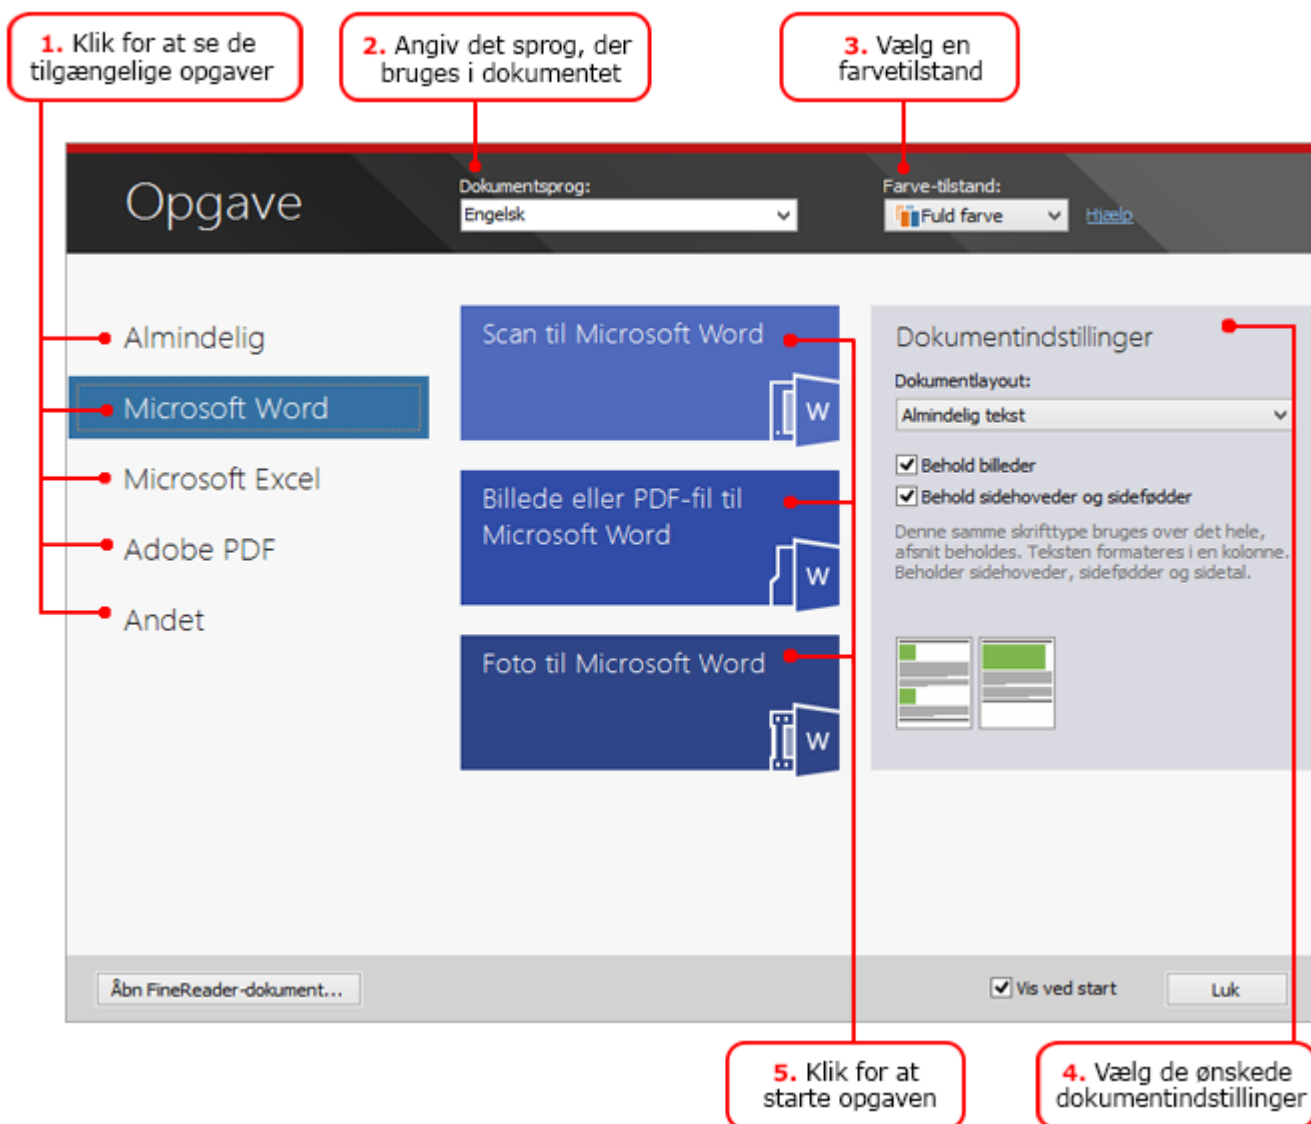 1. Klik for at se de
tilgængelige opgaver
2. Angiv det sprog, der
bruges i dokumentet
3. Vælg en
farvetilstand
Opgave
Dokumentsprog:
Engelsk
Farve-tilstand:
Fuld farve
Hjælp
Almindelig
Microsoft Word
Microsoft Excel
Adobe PDF
Andet
Scan til Microsoft Word
W
Billede eller PDF-fil til
Microsoft Word
W
Foto til Microsoft Word
W
Dokumentindstillinger
Dokumentlayout:
Almindelig tekst
Behold billeder
Behold sidehoveder og sidefødder
Denne samme skrifttype bruges over det hele,
afsnit beholdes. Teksten formateres i en kolonne.
Beholder sidehoveder, sidefødder og sidetal.
Åbn FineReader-dokument...
Vis ved start
Luk
5. Klik for at
starte opgaven
4. Vælg de ønskede
dokumentindstillinger